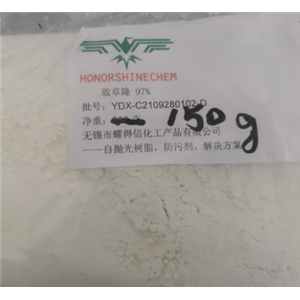 HONORSHINECHEM
敌草隆 97%
批号: YDX-C2109280102-D
净重: 150g
无锡市耀得信化工产品有限公司
——自抛光树脂，防污剂、解决方案